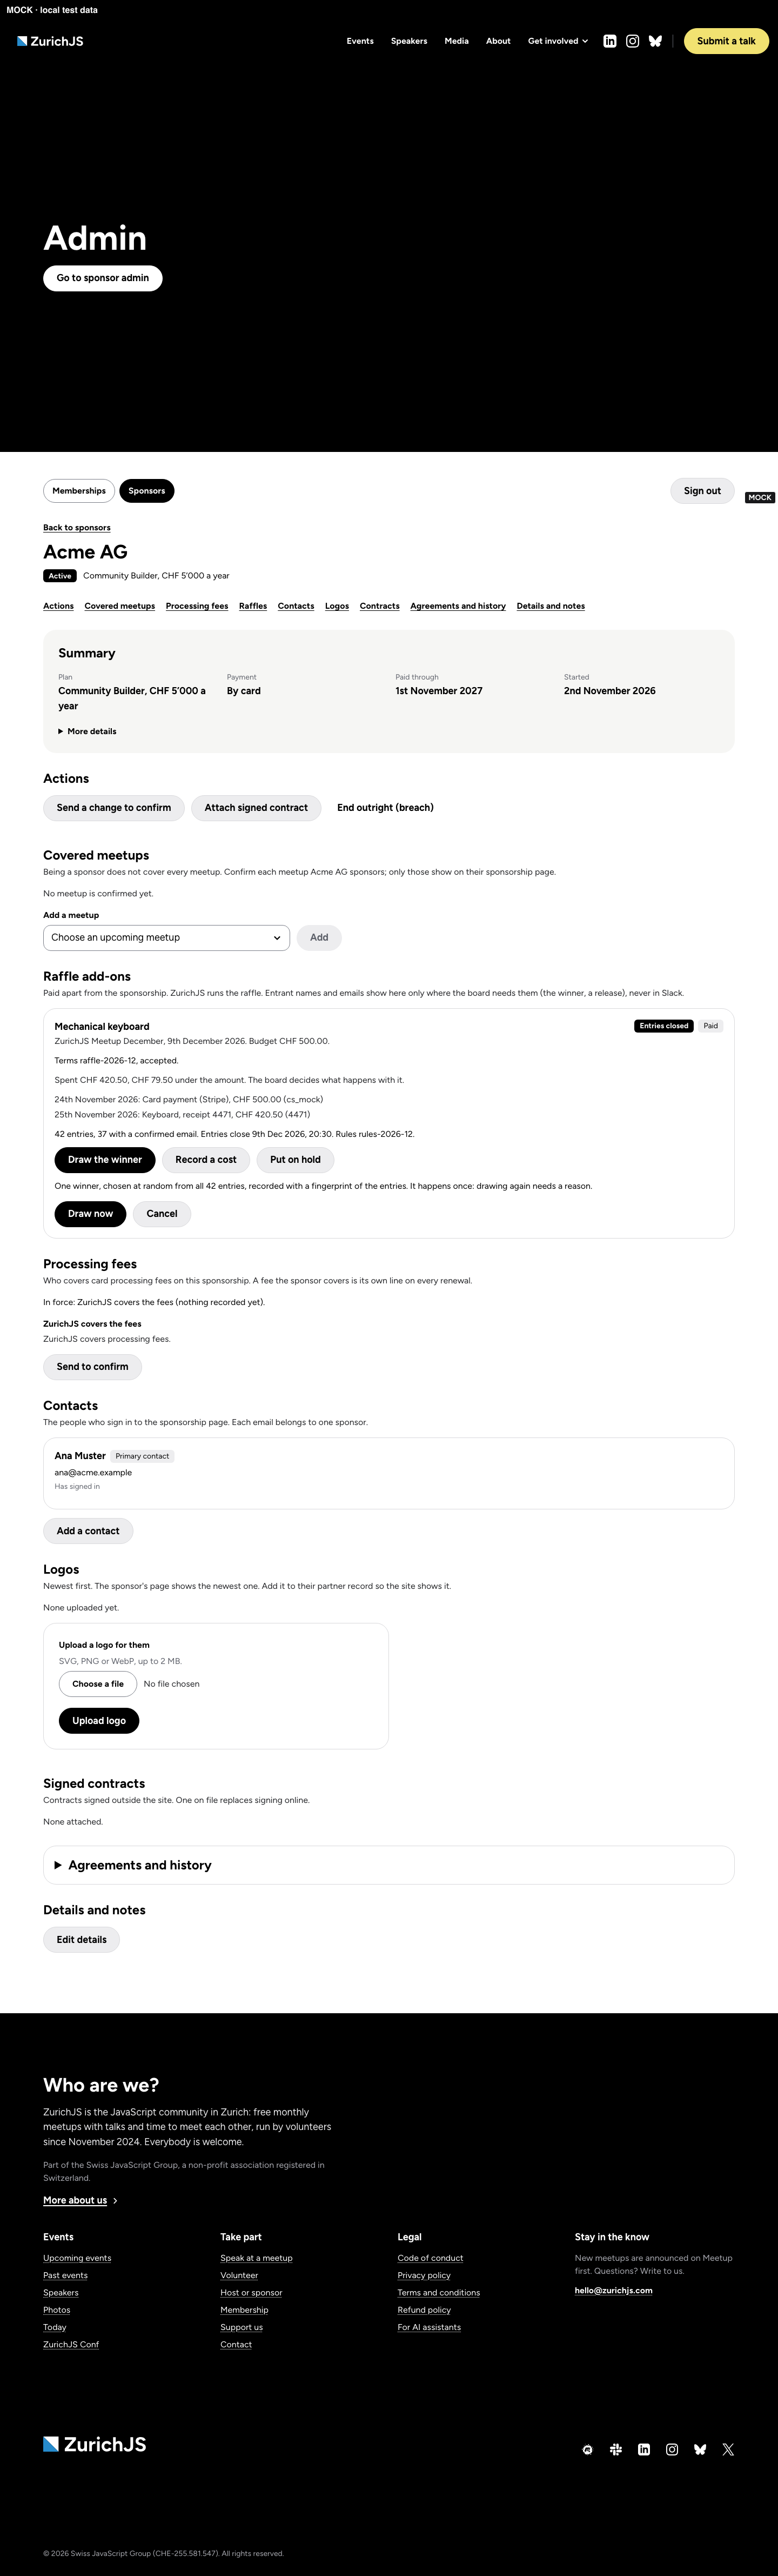 MOCK · local test data
ZurichJS
Events
Speakers
Media
About
Get involved
Submit a talk
Admin
Go to sponsor admin
Memberships
Sponsors
Sign out
MOCK
Back to sponsors
Acme AG
Active
Community Builder, CHF 5’000 a year
Actions
Covered meetups
Processing fees
Raffles
Contacts
Logos
Contracts
Agreements and history
Details and notes
Summary
Plan
Community Builder, CHF 5’000 a
year
Payment
By card
Paid through
1st November 2027
Started
2nd November 2026
More details
Actions
Send a change to confirm
Attach signed contract
End outright (breach)
Covered meetups
Being a sponsor does not cover every meetup. Confirm each meetup Acme AG sponsors; only those show on their sponsorship page.
No meetup is confirmed yet.
Add a meetup
Choose an upcoming meetup
Add
Raffle add-ons
Paid apart from the sponsorship. ZurichJS runs the raffle. Entrant names and emails show here only where the board needs them (the winner, a release), never in Slack.
Mechanical keyboard
Entries closed
Paid
ZurichJS Meetup December, 9th December 2026. Budget CHF 500.00.
Terms raffle-2026-12, accepted.
Spent CHF 420.50, CHF 79.50 under the amount. The board decides what happens with it.
24th November 2026: Card payment (Stripe), CHF 500.00 (cs_mock)
25th November 2026: Keyboard, receipt 4471, CHF 420.50 (4471)
42 entries, 37 with a confirmed email. Entries close 9th Dec 2026, 20:30. Rules rules-2026-12.
Draw the winner
Record a cost
Put on hold
One winner, chosen at random from all 42 entries, recorded with a fingerprint of the entries. It happens once: drawing again needs a reason.
Draw now
Cancel
Processing fees
Who covers card processing fees on this sponsorship. A fee the sponsor covers is its own line on every renewal.
In force: ZurichJS covers the fees (nothing recorded yet).
ZurichJS covers the fees
ZurichJS covers processing fees.
Send to confirm
Contacts
The people who sign in to the sponsorship page. Each email belongs to one sponsor.
Ana Muster
Primary contact
ana@acme.example
Has signed in
Add a contact
Logos
Newest first. The sponsor's page shows the newest one. Add it to their partner record so the site shows it.
None uploaded yet.
Upload a logo for them
SVG, PNG or WebP, up to 2 MB.
Choose a file
No file chosen
Upload logo
Signed contracts
Contracts signed outside the site. One on file replaces signing online.
None attached.
Agreements and history
Details and notes
Edit details
Who are we?
ZurichJS is the JavaScript community in Zurich: free monthly
meetups with talks and time to meet each other, run by volunteers
since November 2024. Everybody is welcome.
Part of the Swiss JavaScript Group, a non-profit association registered in
Switzerland.
More about us
Events
Upcoming events
Past events
Speakers
Photos
Today
ZurichJS Conf
Take part
Speak at a meetup
Volunteer
Host or sponsor
Membership
Support us
Contact
Legal
Code of conduct
Privacy policy
Terms and conditions
Refund policy
For AI assistants
Stay in the know
New meetups are announced on Meetup
first. Questions? Write to us.
hello@zurichjs.com
ZurichJS
© 2026 Swiss JavaScript Group (CHE-255.581.547). All rights reserved.